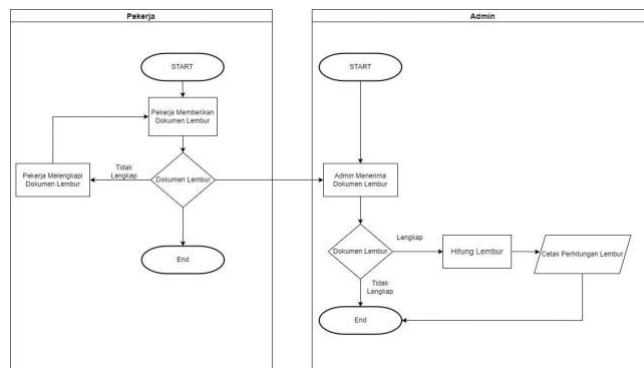 Pekerja
START
Pekerja Memberikan
Dokumen Lembur
Tidak
Lengkap
Pekerja Melengkapi
Dokumen Lembur
Dokumen Lembur
End
Admin
START
Admin Menerima
Dokumen Lembur
Dokumen Lembur
Lengkap
Hitung Lembur
Cetak Perhitungan Lembur
Tidak
Lengkap
End